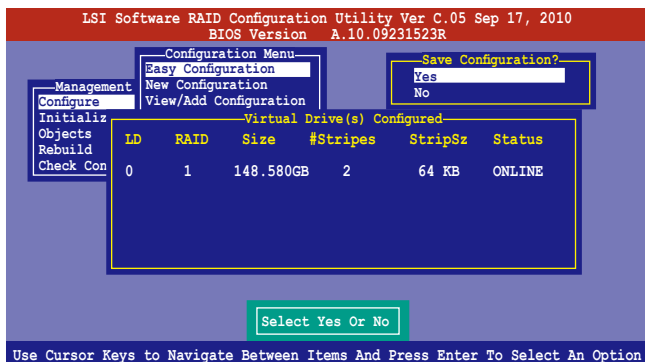 LSI Software RAID Configuration Utility Ver C.05 Sep 17, 2010
BIOS Version A.10.09231523R
Configuration Menu
Easy Configuration
New Configuration
View/Add Configuration
Save Configuration?
Yes
No
Management
Configure
Initializ
Objects
Rebuild
Check Con
Virtual Drive(s) Configured
LD RAID Size #Stripes StripSz Status
0 1 148.580GB 2 64 KB ONLINE
Select Yes Or No
Use Cursor Keys to Navigate Between Items And Press Enter To Select An Option